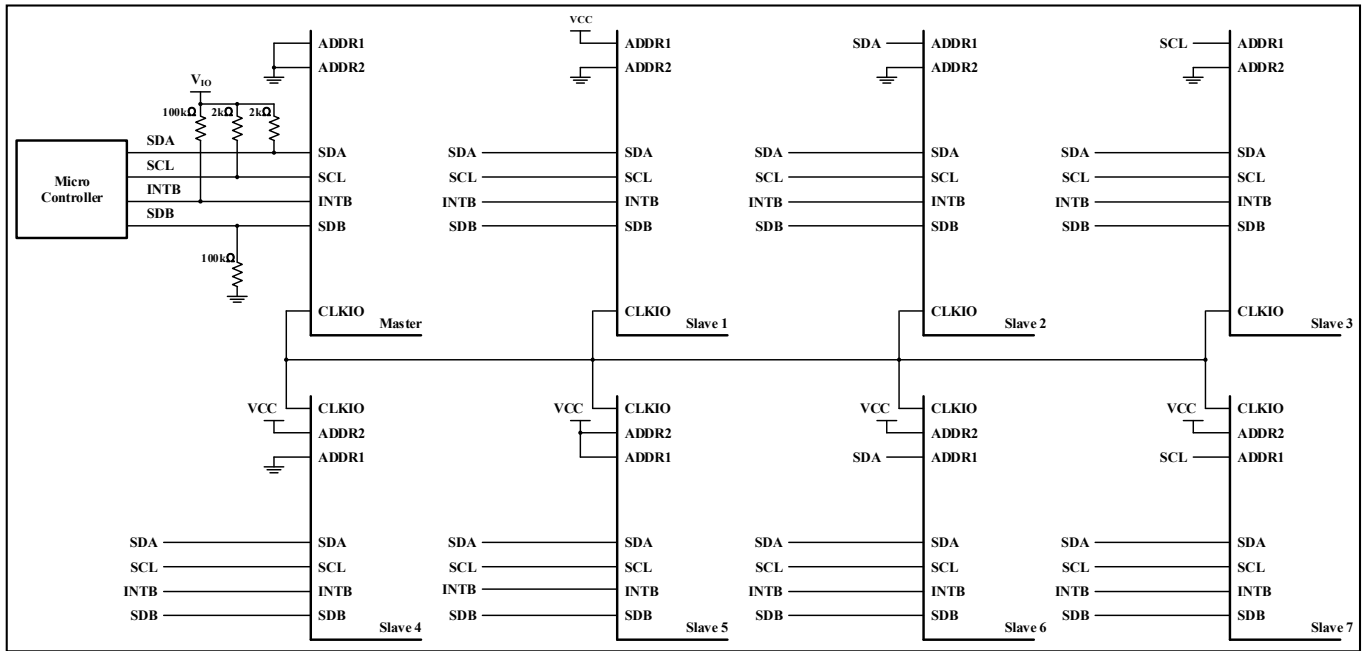 ADDR1
ADDR2
VIO
100kΩ 2kΩ 2kΩ
Micro
Controller
SDA
SCL
INTB
SDB
100kΩ
SDA
SCL
INTB
SDB
CLKIO
Master
VCC
ADDR1
ADDR2
SDA SDA
SCL SCL
INTB INTB
SDB SDB
CLKIO
Slave 1
SDA ADDR1
ADDR2
SDA SDA
SCL SCL
INTB INTB
SDB SDB
CLKIO
Slave 2
SCL ADDR1
ADDR2
SDA SDA
SCL SCL
INTB INTB
SDB SDB
CLKIO
Slave 3
VCC CLKIO
ADDR2
ADDR1
SDA SDA
SCL SCL
INTB INTB
SDB SDB
Slave 4
VCC CLKIO
ADDR2
ADDR1
SDA SDA
SCL SCL
INTB INTB
SDB SDB
Slave 5
VCC CLKIO
ADDR2
SDA ADDR1
SDA SDA
SCL SCL
INTB INTB
SDB SDB
Slave 6
VCC CLKIO
ADDR2
SCL ADDR1
SDA SDA
SCL SCL
INTB INTB
SDB SDB
Slave 7